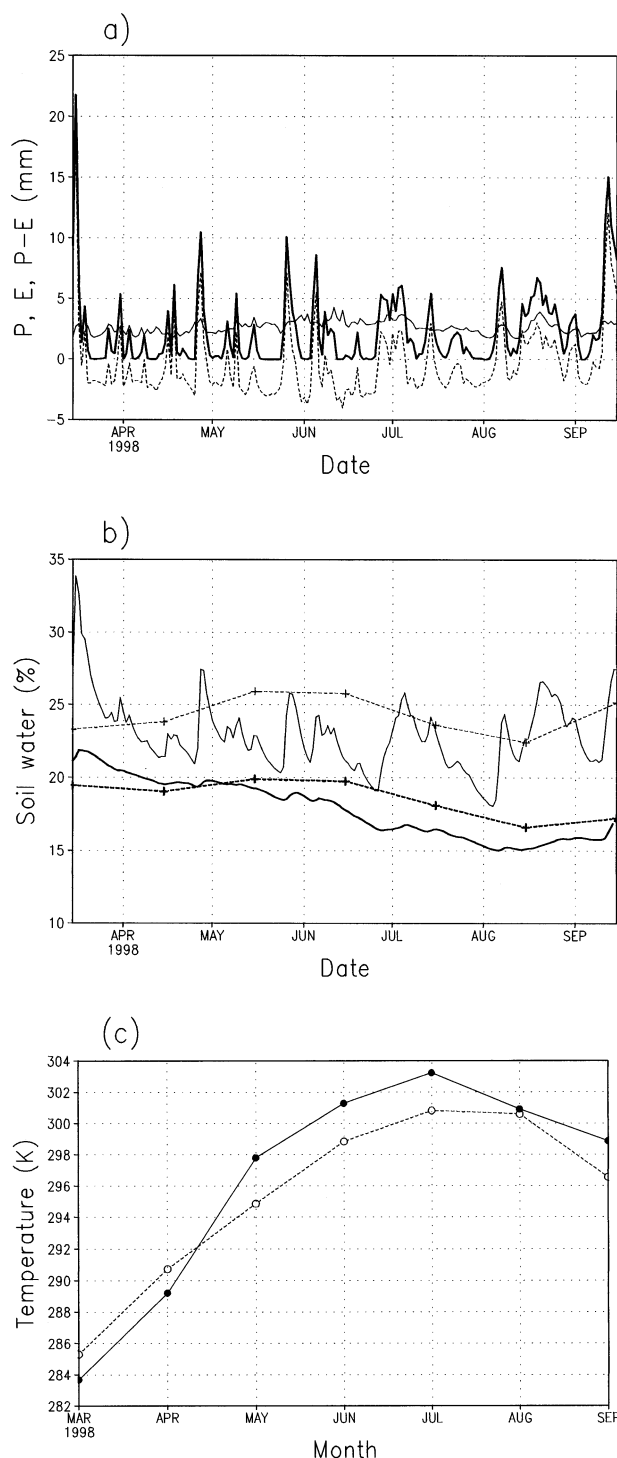 a)
25
20
15
10
5
0
-5
P, E, P-E (mm)
APR MAY JUN JUL AUG SEP
1998
Date
b)
35
30
25
20
15
10
Soil water (%)
APR MAY JUN JUL AUG SEP
1998
Date
(c)
304
302
300
298
296
294
292
290
288
286
284
282
Temperature (K)
MAR APR MAY JUN JUL AUG SEP
1998
Month